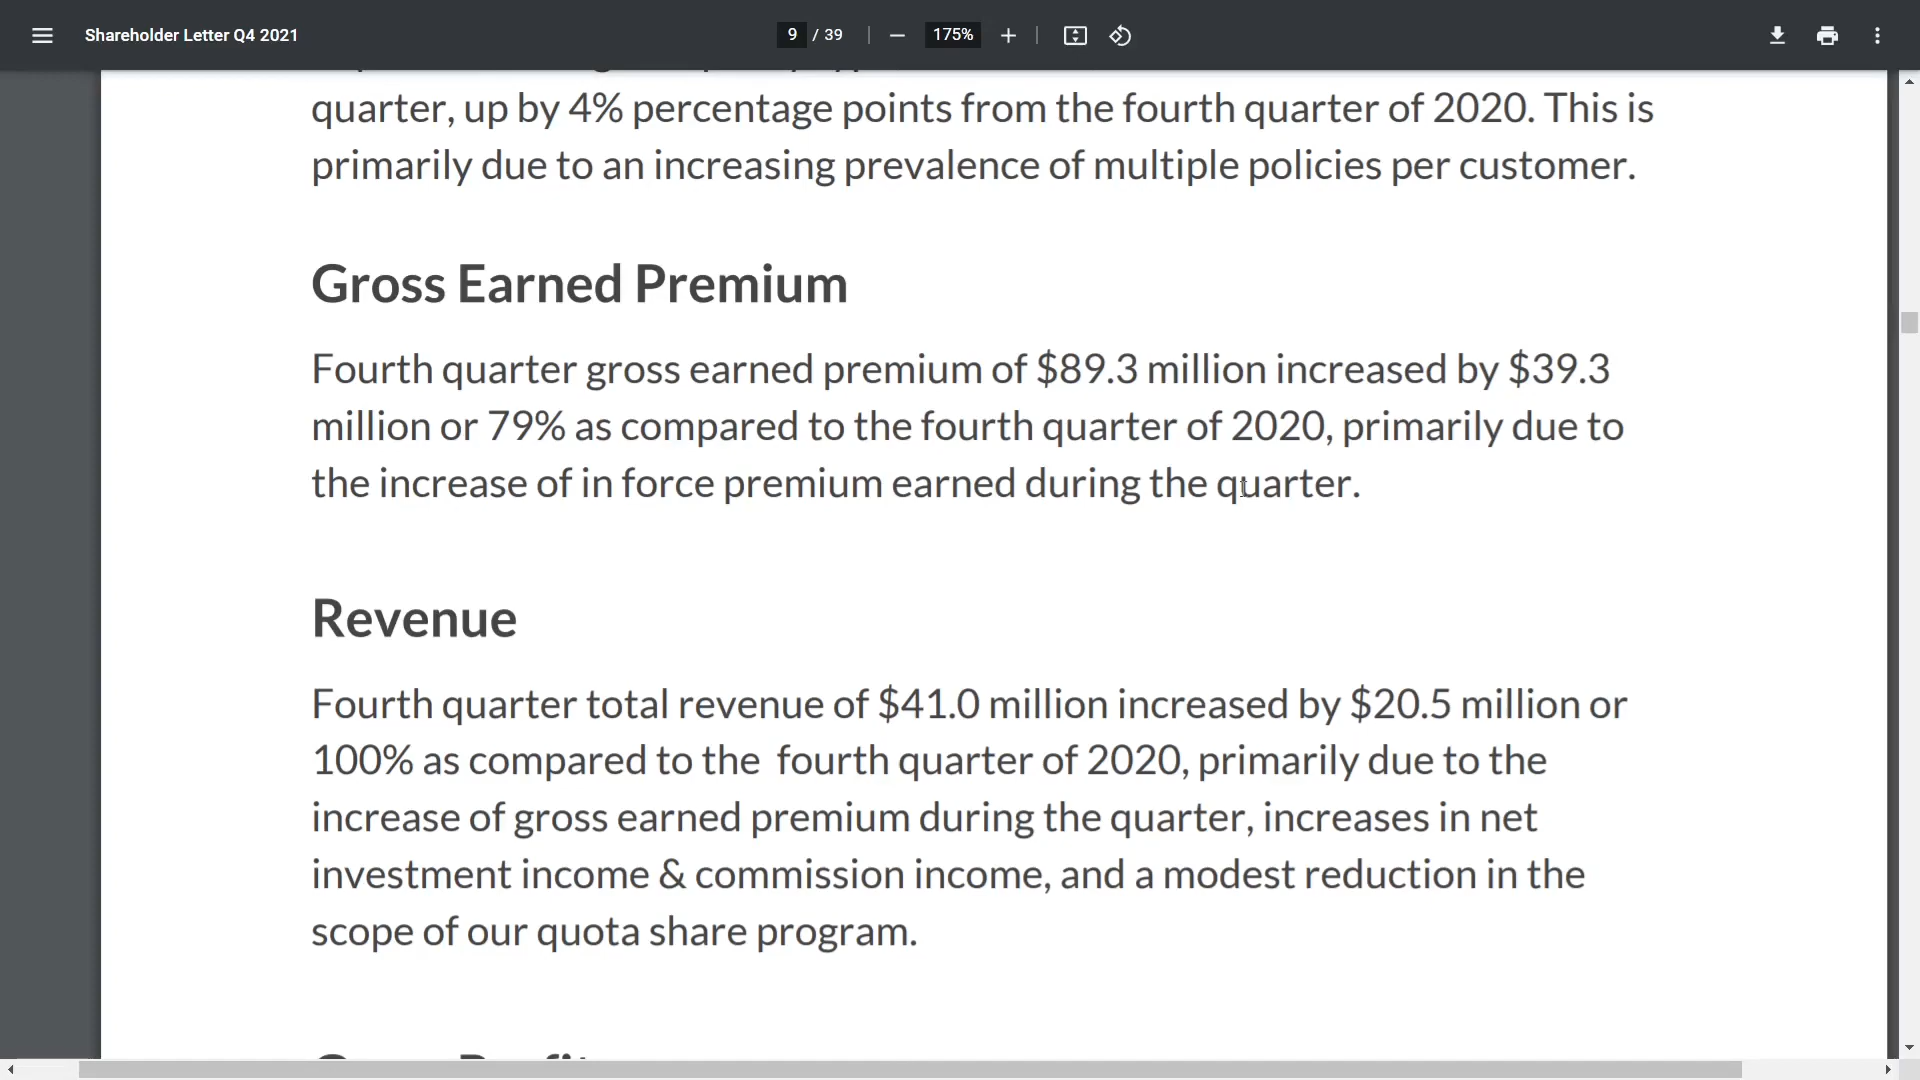 Shareholder Letter Q4 2021
9 / 39
175%
quarter, up by 4% percentage points from the fourth quarter of 2020. This is
primarily due to an increasing prevalence of multiple policies per customer.
Gross Earned Premium
Fourth quarter gross earned premium of $89.3 million increased by $39.3
million or 79% as compared to the fourth quarter of 2020, primarily due to
the increase of in force premium earned during the quarter.
Revenue
Fourth quarter total revenue of $41.0 million increased by $20.5 million or
100% as compared to the  fourth quarter of 2020, primarily due to the
increase of gross earned premium during the quarter, increases in net
investment income & commission income, and a modest reduction in the
scope of our quota share program.